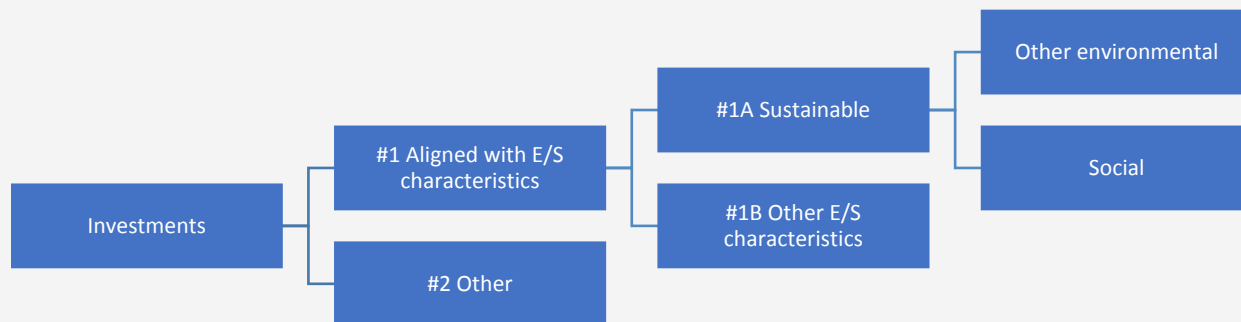 Other environmental
#1A Sustainable
#1 Aligned with E/S
characteristics
Social
Investments
#1B Other E/S
characteristics
#2 Other